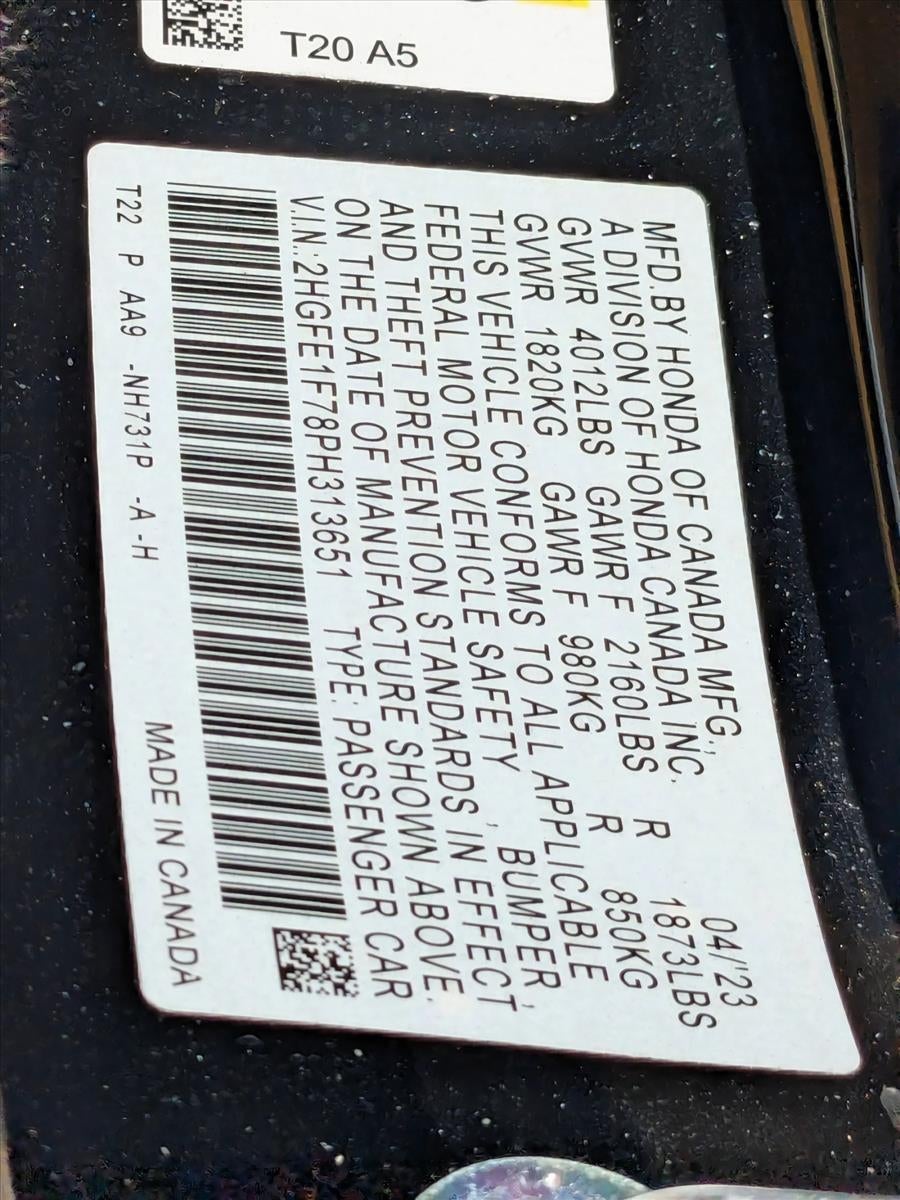 T20 A5
MFD.BY HONDA OF CANADA MFG.,
A DIVISION OF HONDA CANADA INC. 04/'23
GVWR 4012LBS GAWR F 2160LBS R 1873LBS
GVWR 1820KG GAWR F 980KG R 850KG
THIS VEHICLE CONFORMS TO ALL APPLICABLE
FEDERAL MOTOR VEHICLE SAFETY , BUMPER ,
AND THEFT PREVENTION STANDARDS IN EFFECT
ON THE DATE OF MANUFACTURE SHOWN ABOVE.
V.I.N.:2HGFE1F78PH313651 TYPE: PASSENGER CAR
T22 P AA9 -NH731P -A -H MADE IN CANADA